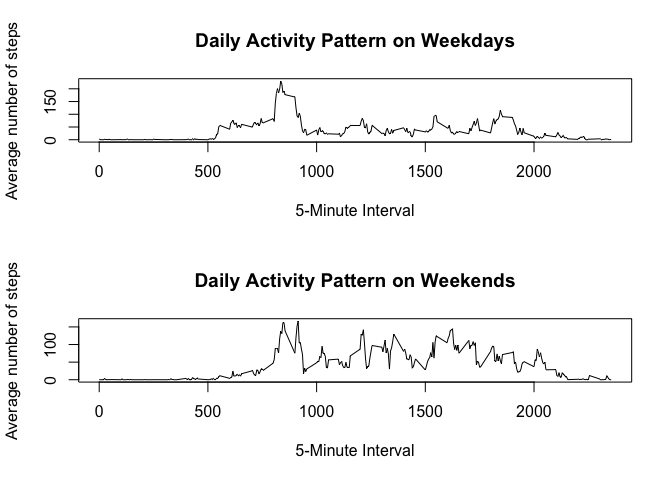 Daily Activity Pattern on Weekdays
Average number of steps
150
0
0 500 1000 1500 2000
5-Minute Interval
Daily Activity Pattern on Weekends
Average number of steps
100
0
0 500 1000 1500 2000
5-Minute Interval